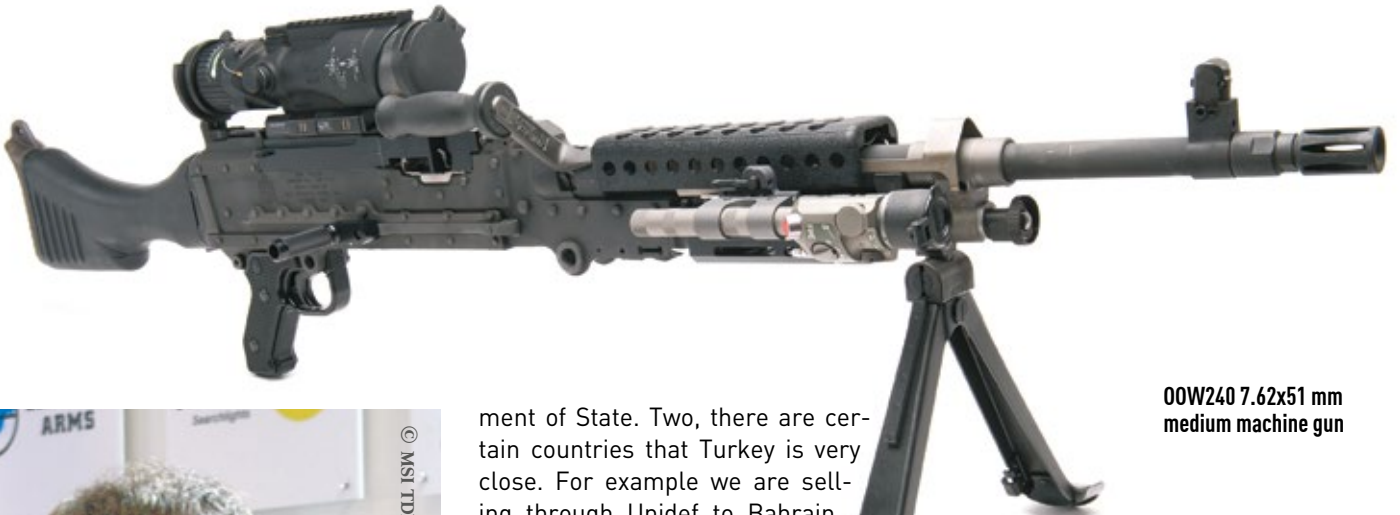 OOW240 7.62x51 mm
medium machine gun
ARMS
Searchlights
© MSI TD
ment of State. Two, there are cer-
tain countries that Turkey is very
close. For example we are sell-
ing through Unidef to Bahrain